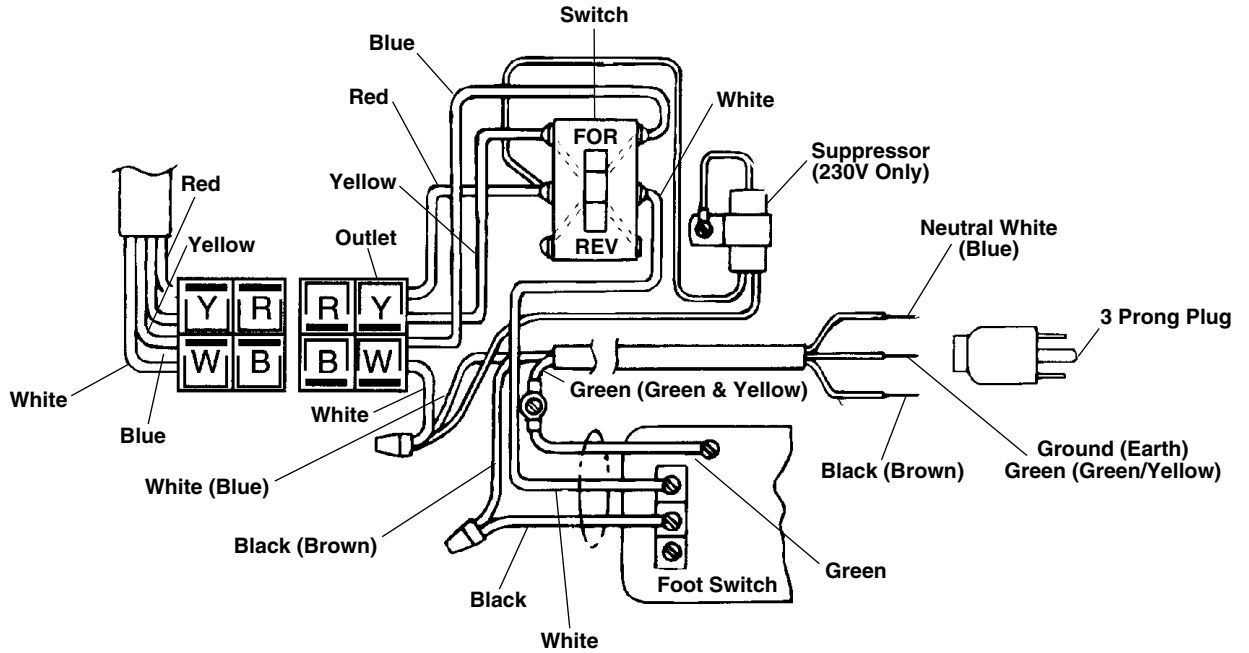 Switch
Blue
Red
White
FOR
Suppressor
(230V Only)
Red
Yellow
Neutral White
(Blue)
Yellow
Outlet
REV
Y R
R Y
3 Prong Plug
W B
B W
White
Green (Green & Yellow)
White
Blue
Ground (Earth)
Green (Green/Yellow)
Black (Brown)
White (Blue)
Black (Brown)
Green
Foot Switch
Black
White